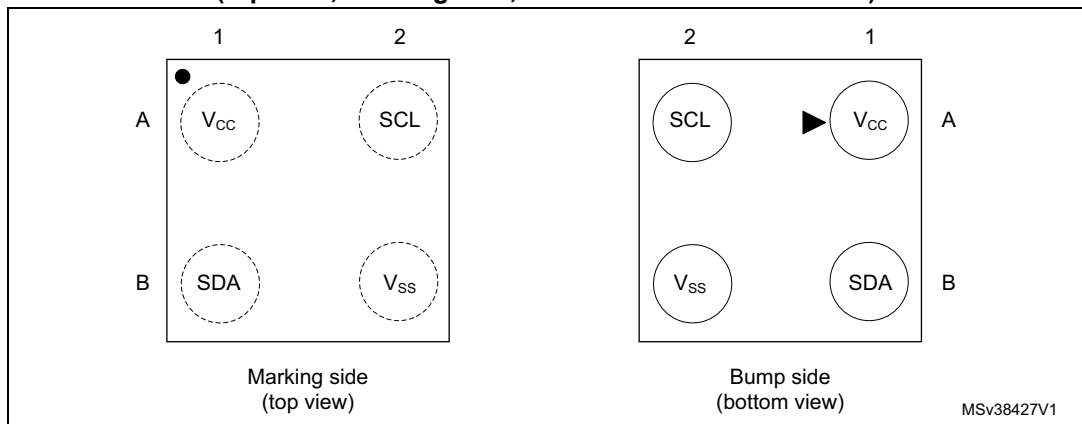 1 2 2 1
A VCC SCL SCL VCC A
B SDA VSS VSS SDA B
Marking side Bump side
(top view) (bottom view)
MSv38427V1